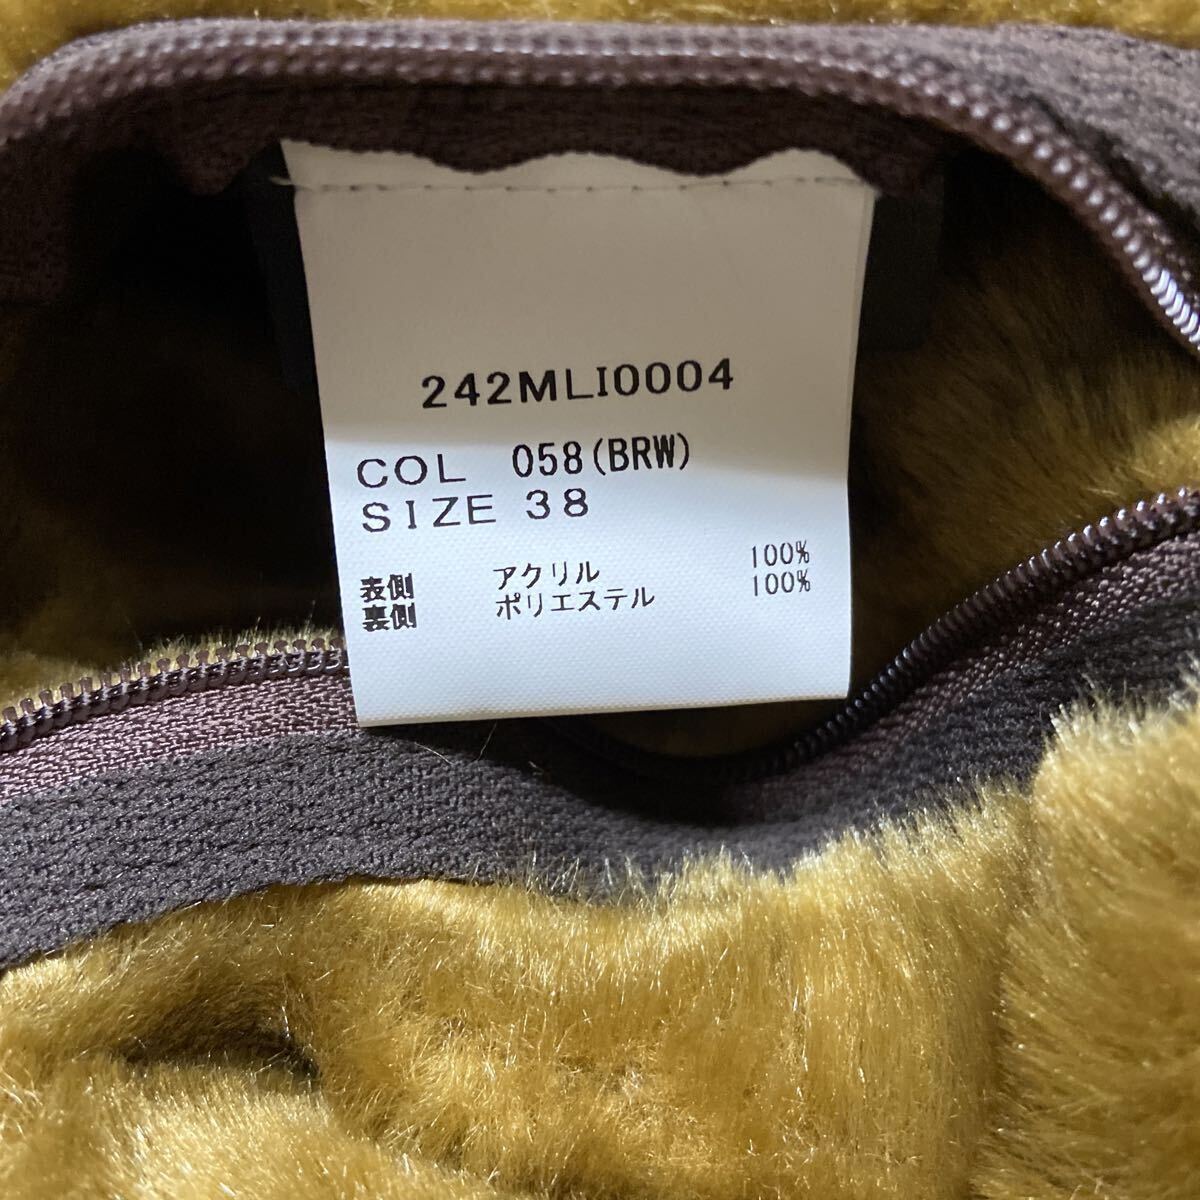 242MLI0004
COL 058(BRW)
SIZE 38
表側 アクリル 100%
裏側 ポリエステル 100%